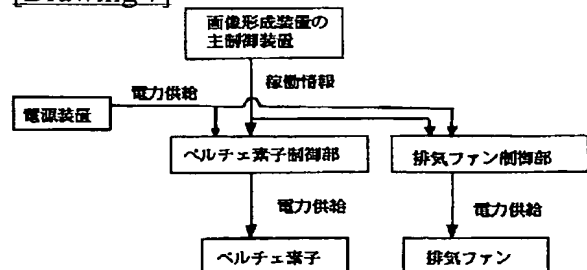 [Drawing 7]
画像形成装置の
主制御装置
稼働情報
電力供給
電源装置
ペルチェ素子制御部
排気ファン制御部
電力供給
電力供給
ペルチェ素子
排気ファン